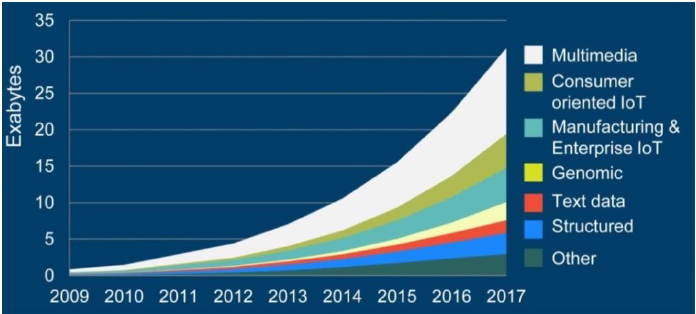 35
30
25
20
15
10
5
0
Exabytes
2009 2010 2011 2012 2013 2014 2015 2016 2017
Multimedia
Consumer
oriented IoT
Manufacturing &
Enterprise IoT
Genomic
Text data
Structured
Other